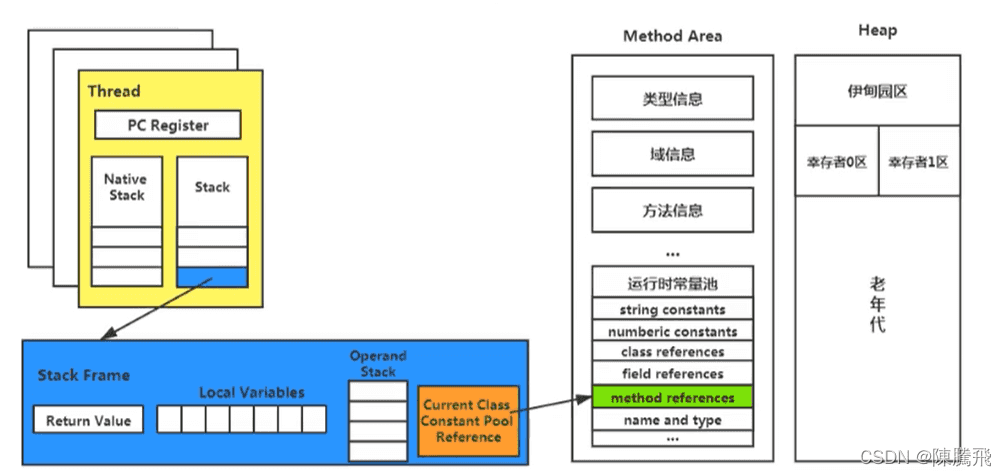 Thread
PC Register
Native
Stack
Stack
Stack Frame
Return Value
Local Variables
Operand
Stack
Current Class
Constant Pool
Reference
Method Area
类型信息
域信息
方法信息
...
运行时常量池
string constants
numberic constants
class references
field references
method references
name and type
...
Heap
伊甸园区
幸存者0区
幸存者1区
老
年
代
CSDN @陳騰飛